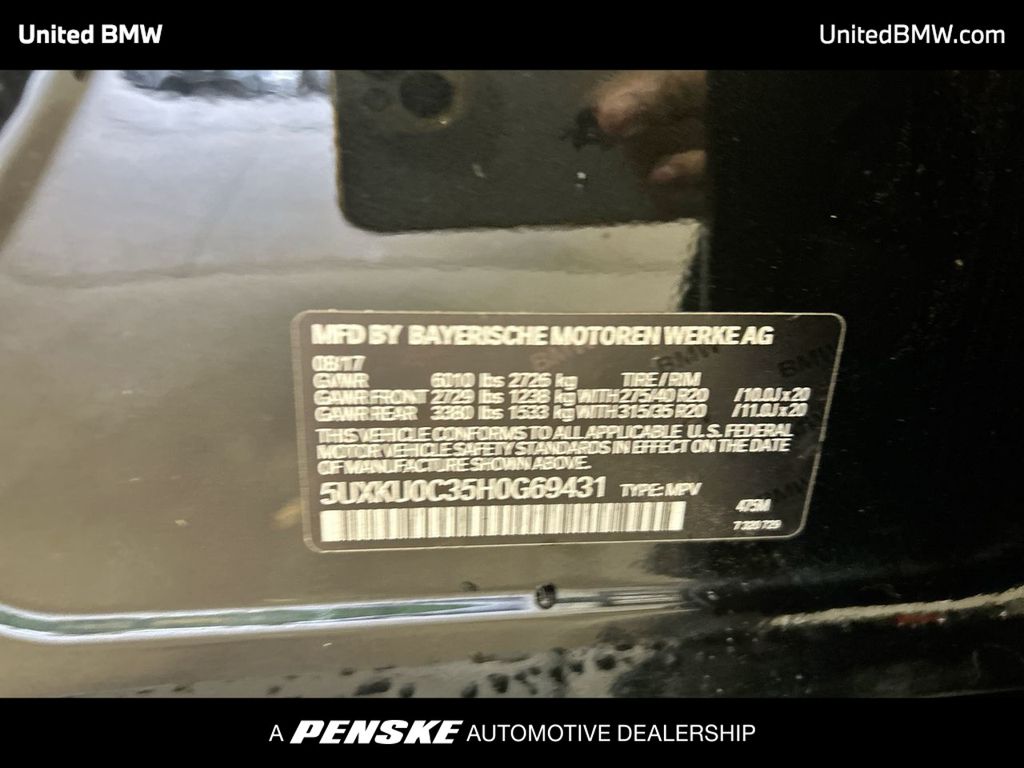 United BMW
UnitedBMW.com
MFD BY BAYERISCHE MOTOREN WERKE AG
08/17
GVWR 6010 lbs 2726 kg TIRE / RIM
GAWR FRONT 2729 lbs 1238 kg WITH 275/40 R20 /10.0J x 20
GAWR REAR 3380 lbs 1533 kg WITH 315/35 R20 /11.0J x 20
THIS VEHICLE CONFORMS TO ALL APPLICABLE U.S. FEDERAL
MOTOR VEHICLE SAFETY STANDARDS IN EFFECT ON THE DATE
OF MANUFACTURE SHOWN ABOVE.
5UXKU0C35H0G69431 TYPE: MPV
475M
A PENSKE AUTOMOTIVE DEALERSHIP